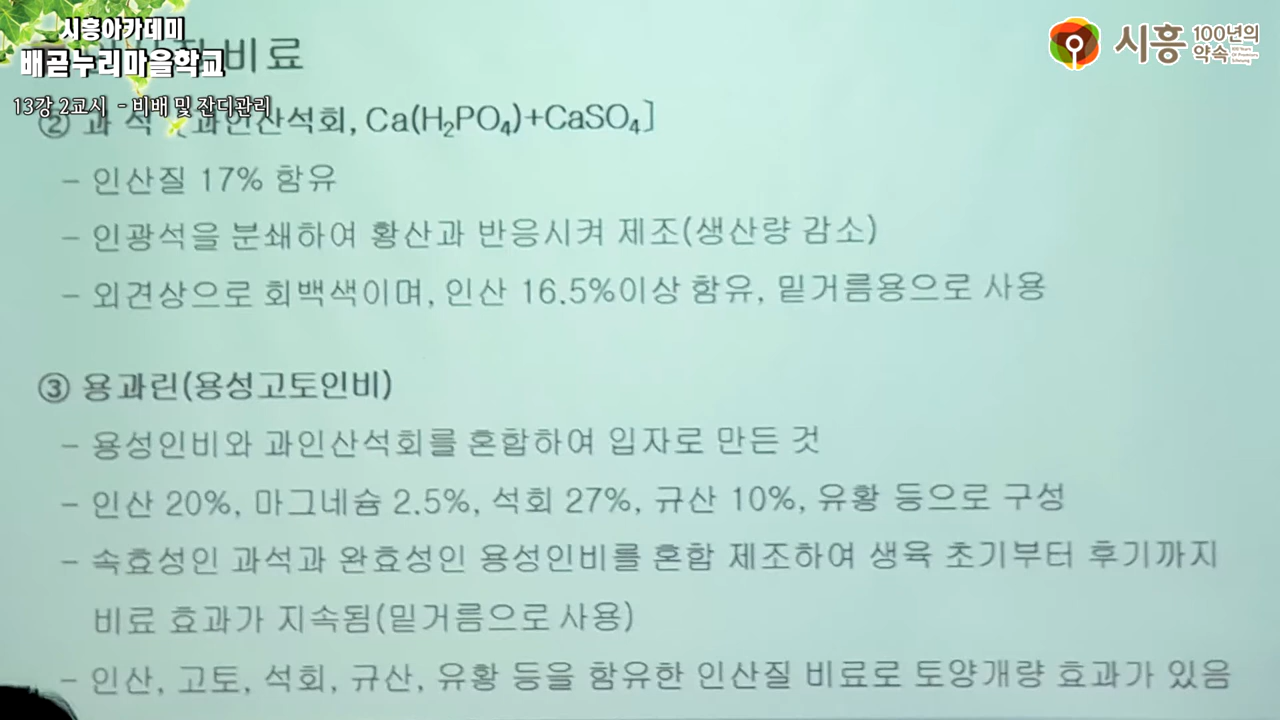 시흥아카데미
배곧누리마을학교
13강 2교시 - 비배 및 잔디관리
시흥 100년의 약속
비료
② 과 석 [과인산석회, Ca(H₂PO₄)+CaSO₄]
- 인산질 17% 함유
- 인광석을 분쇄하여 황산과 반응시켜 제조(생산량 감소)
- 외견상으로 회백색이며, 인산 16.5%이상 함유, 밑거름용으로 사용
③ 용과린(용성고토인비)
- 용성인비와 과인산석회를 혼합하여 입자로 만든 것
- 인산 20%, 마그네슘 2.5%, 석회 27%, 규산 10%, 유황 등으로 구성
- 속효성인 과석과 완효성인 용성인비를 혼합 제조하여 생육 초기부터 후기까지
비료 효과가 지속됨(밑거름으로 사용)
- 인산, 고토, 석회, 규산, 유황 등을 함유한 인산질 비료로 토양개량 효과가 있음